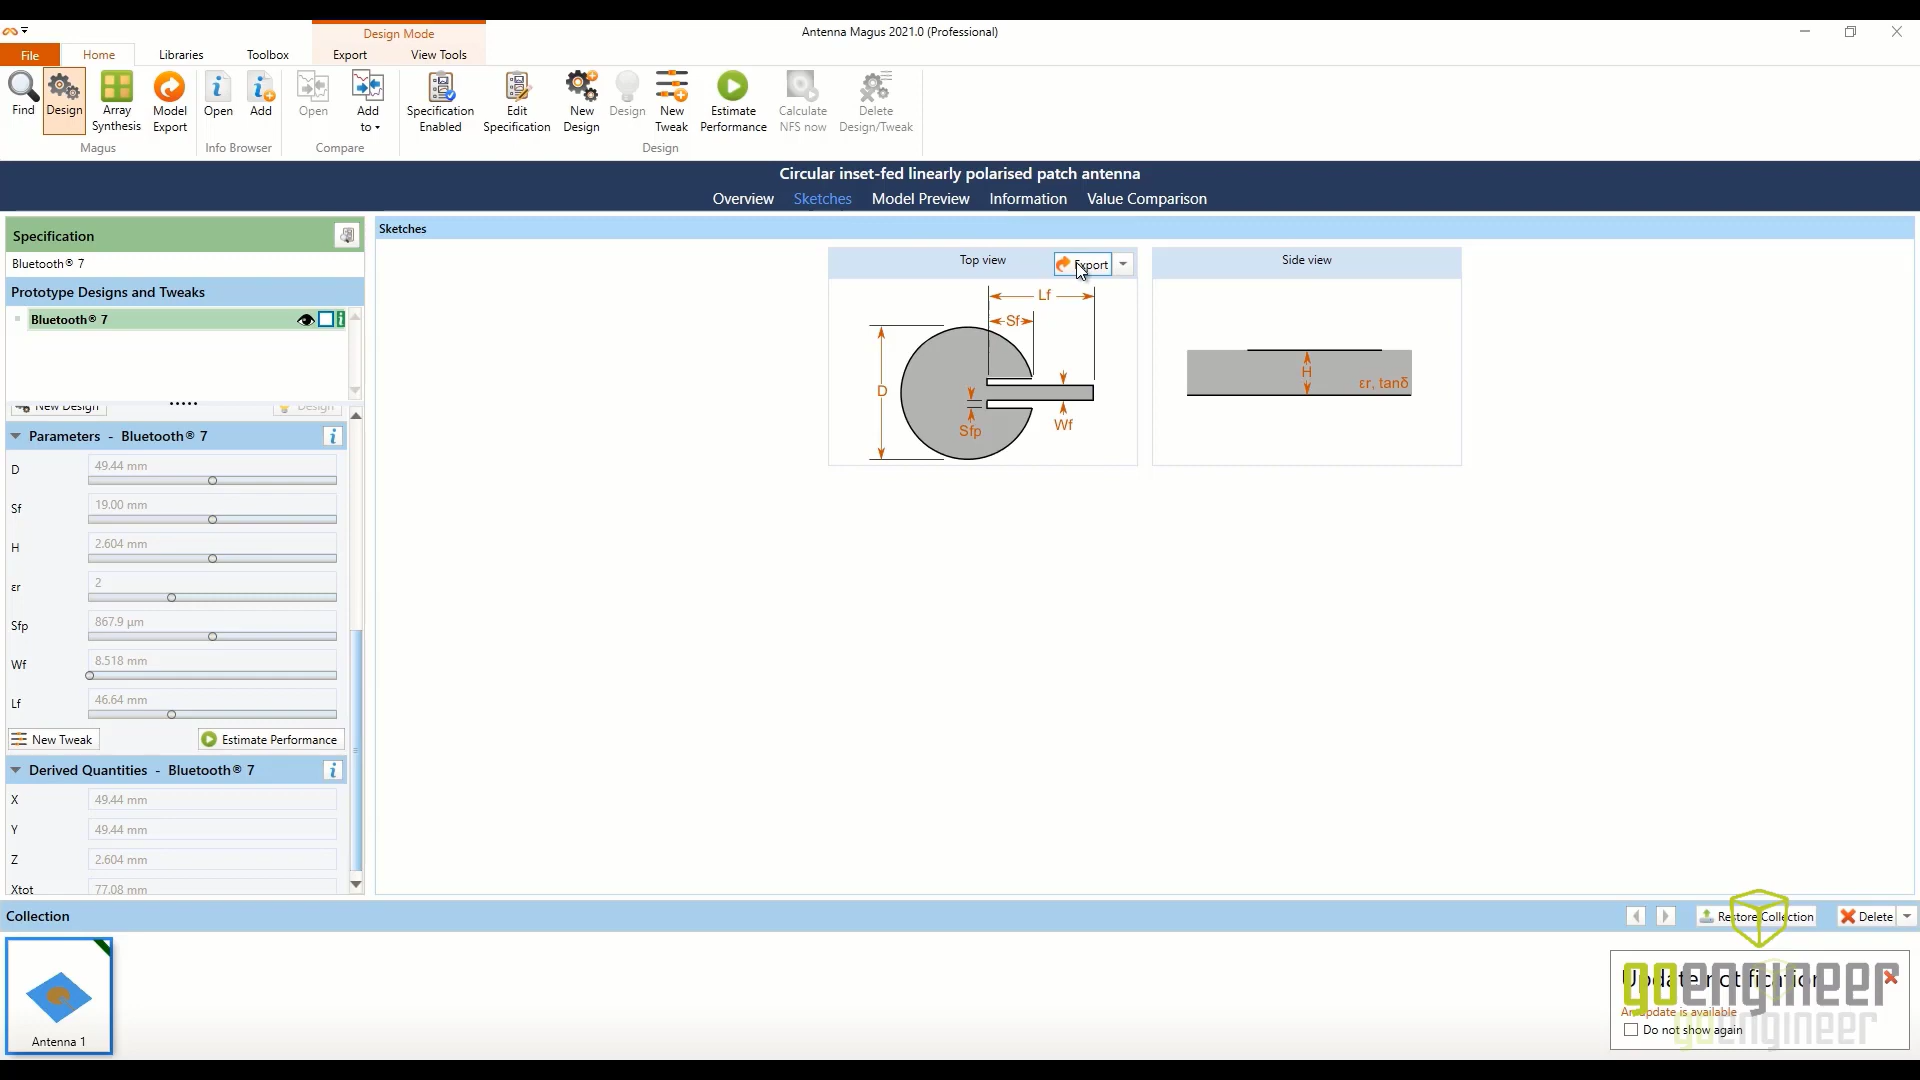 Antenna Magus 2021.0 (Professional)
Design Mode
File
Home
Libraries
Toolbox
Export
View Tools
Find
Design
Array Synthesis
Model Export
Open
Add
Open
Add to
Specification Enabled
Edit Specification
New Design
Design
New Tweak
Estimate Performance
Calculate NFS now
Delete Design/Tweak
Magus
Info Browser
Compare
Design
Circular inset-fed linearly polarised patch antenna
Overview
Sketches
Model Preview
Information
Value Comparison
Specification
Bluetooth® 7
Prototype Designs and Tweaks
Bluetooth® 7
New Design
Design
Parameters - Bluetooth® 7
D
49.44 mm
Sf
19.00 mm
H
2.604 mm
εr
2
Sfp
867.9 µm
Wf
8.518 mm
Lf
46.64 mm
New Tweak
Estimate Performance
Derived Quantities - Bluetooth® 7
X
49.44 mm
Y
49.44 mm
Z
2.604 mm
Xtot
77.08 mm
Sketches
Top view
Export
Lf
Sf
D
Sfp
Wf
Side view
H
εr, tanδ
Collection
Restore Collection
Delete
Antenna 1
Update notification
goengineer
An update is available
Do not show again
goengineer